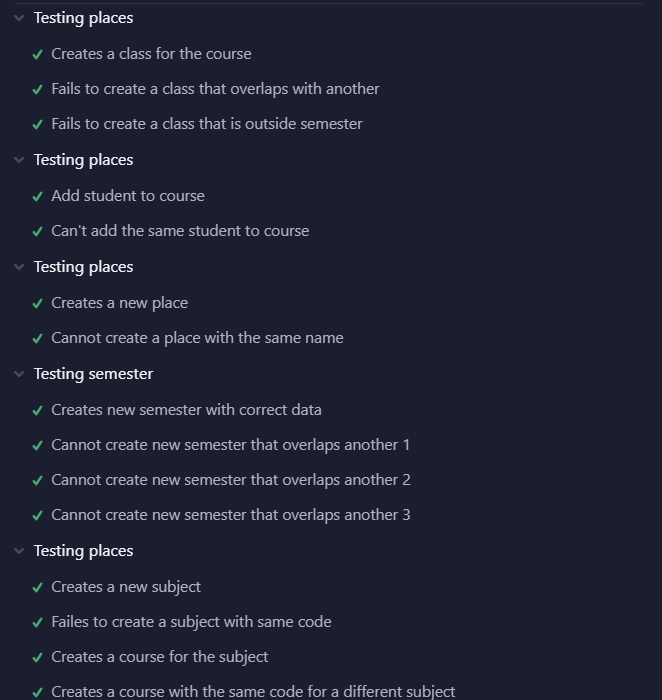 Testing places
Creates a class for the course
Fails to create a class that overlaps with another
Fails to create a class that is outside semester
Testing places
Add student to course
Can't add the same student to course
Testing places
Creates a new place
Cannot create a place with the same name
Testing semester
Creates new semester with correct data
Cannot create new semester that overlaps another 1
Cannot create new semester that overlaps another 2
Cannot create new semester that overlaps another 3
Testing places
Creates a new subject
Failes to create a subject with same code
Creates a course for the subject
Creates a course with the same code for a different subject